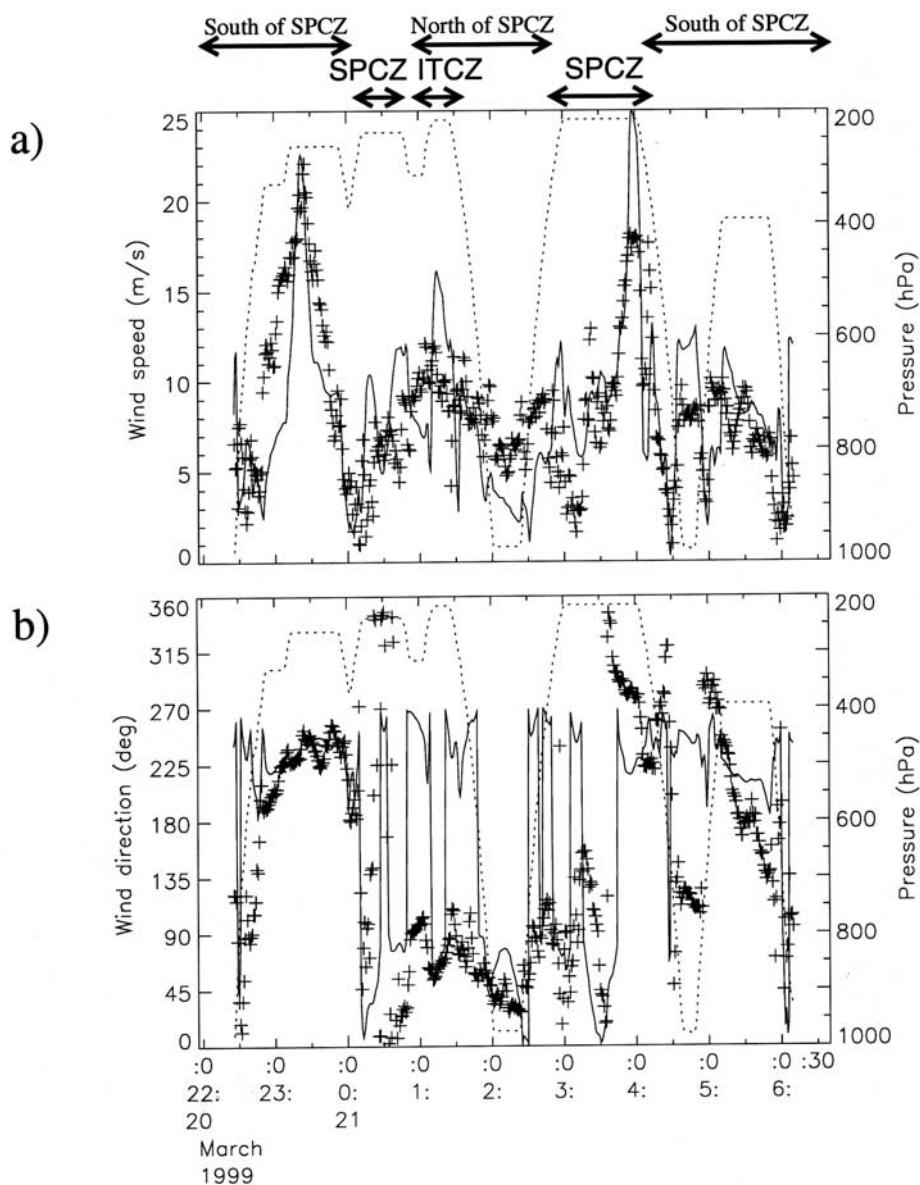 South of SPCZ North of SPCZ South of SPCZ
SPCZ ITCZ SPCZ
a)
25
20
15
10
5
0
Wind speed (m/s)
200
400
600
800
1000
Pressure (hPa)
b)
360
315
270
225
180
135
90
45
0
Wind direction (deg)
200
400
600
800
1000
Pressure (hPa)
:0 :0 :0 :0 :0 :0 :0 :0 :0 :30
22: 23: 0: 1: 2: 3: 4: 5: 6:
20 21
March
1999